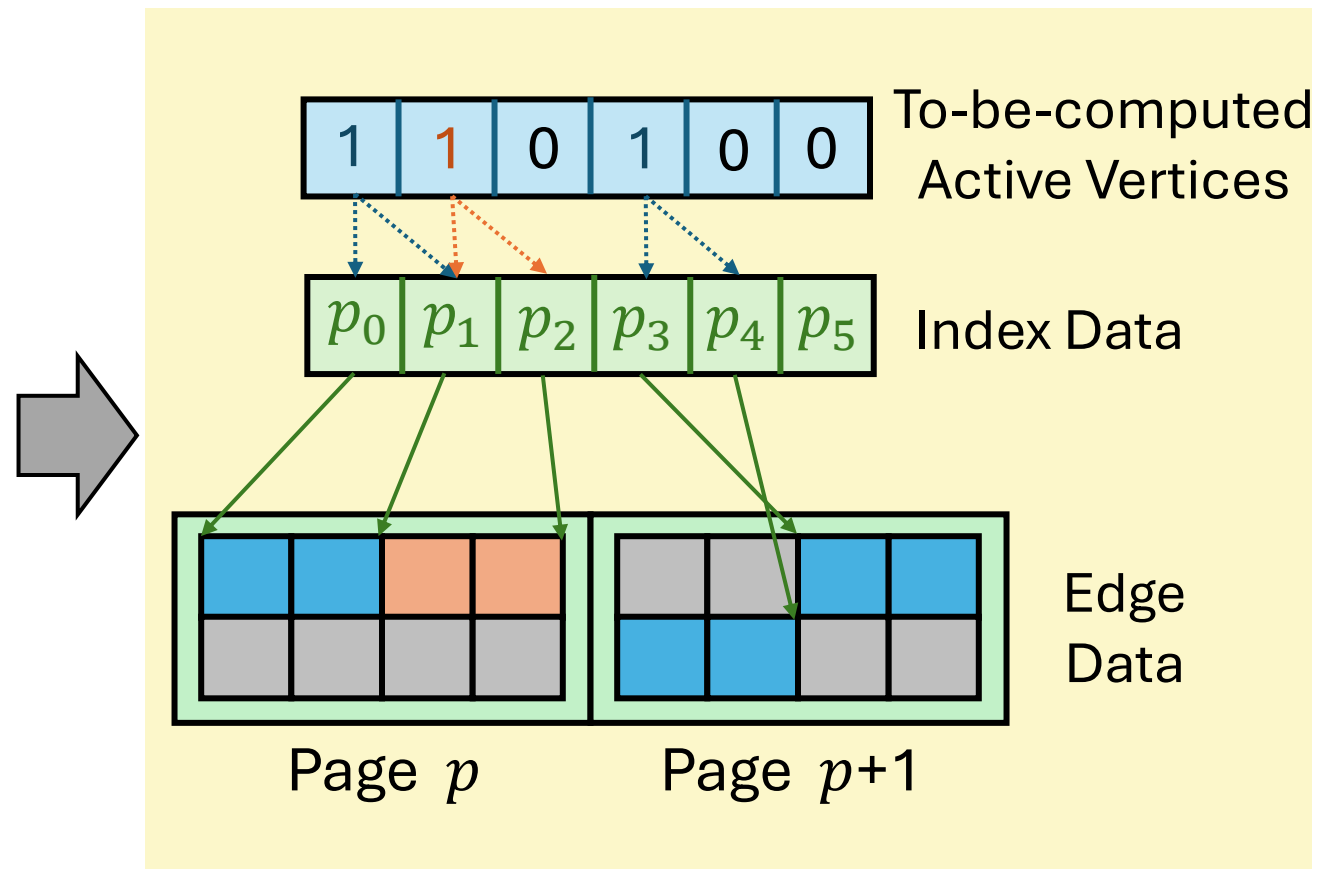 1 1 0 1 0 0
To-be-computed
Active Vertices
p₀ p₁ p₂ p₃ p₄ p₅
Index Data
Edge
Data
Page p
Page p+1